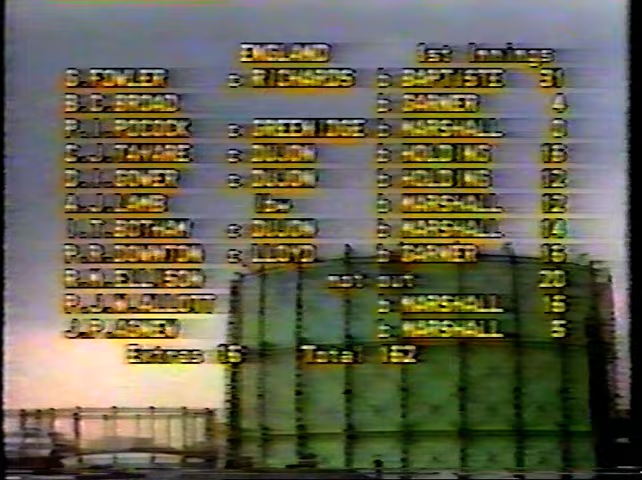 ENGLAND 1st Innings
G.FOWLER c RICHARDS b BAPTISTE 31
B.C.BROAD b GARNER 4
P.I.POCOCK c GREENIDGE b MARSHALL
C.J.TAVARE c DUJON b HOLDING 16
D.I.GOWER c DUJON b HOLDING 12
A.J.LAMB lbw b MARSHALL 12
I.T.BOTHAM c DUJON b MARSHALL 14
P.R.DOWNTON c LLOYD b GARNER 16
R.M.ELLISON not out 20
P.J.W.ALLOTT b MARSHALL 16
J.P.AGNEW b MARSHALL 5
Extras Total 162